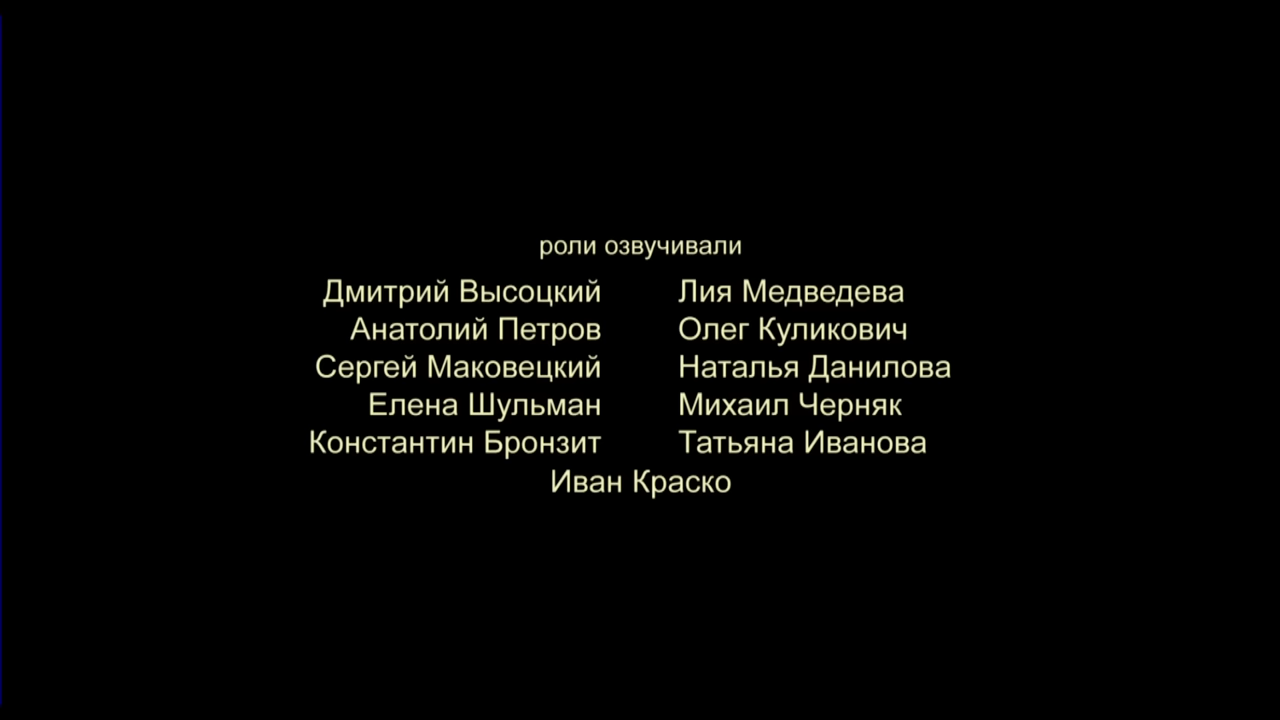 роли озвучивали
Дмитрий Высоцкий Лия Медведева
Анатолий Петров Олег Куликович
Сергей Маковецкий Наталья Данилова
Елена Шульман Михаил Черняк
Константин Бронзит Татьяна Иванова
Иван Краско